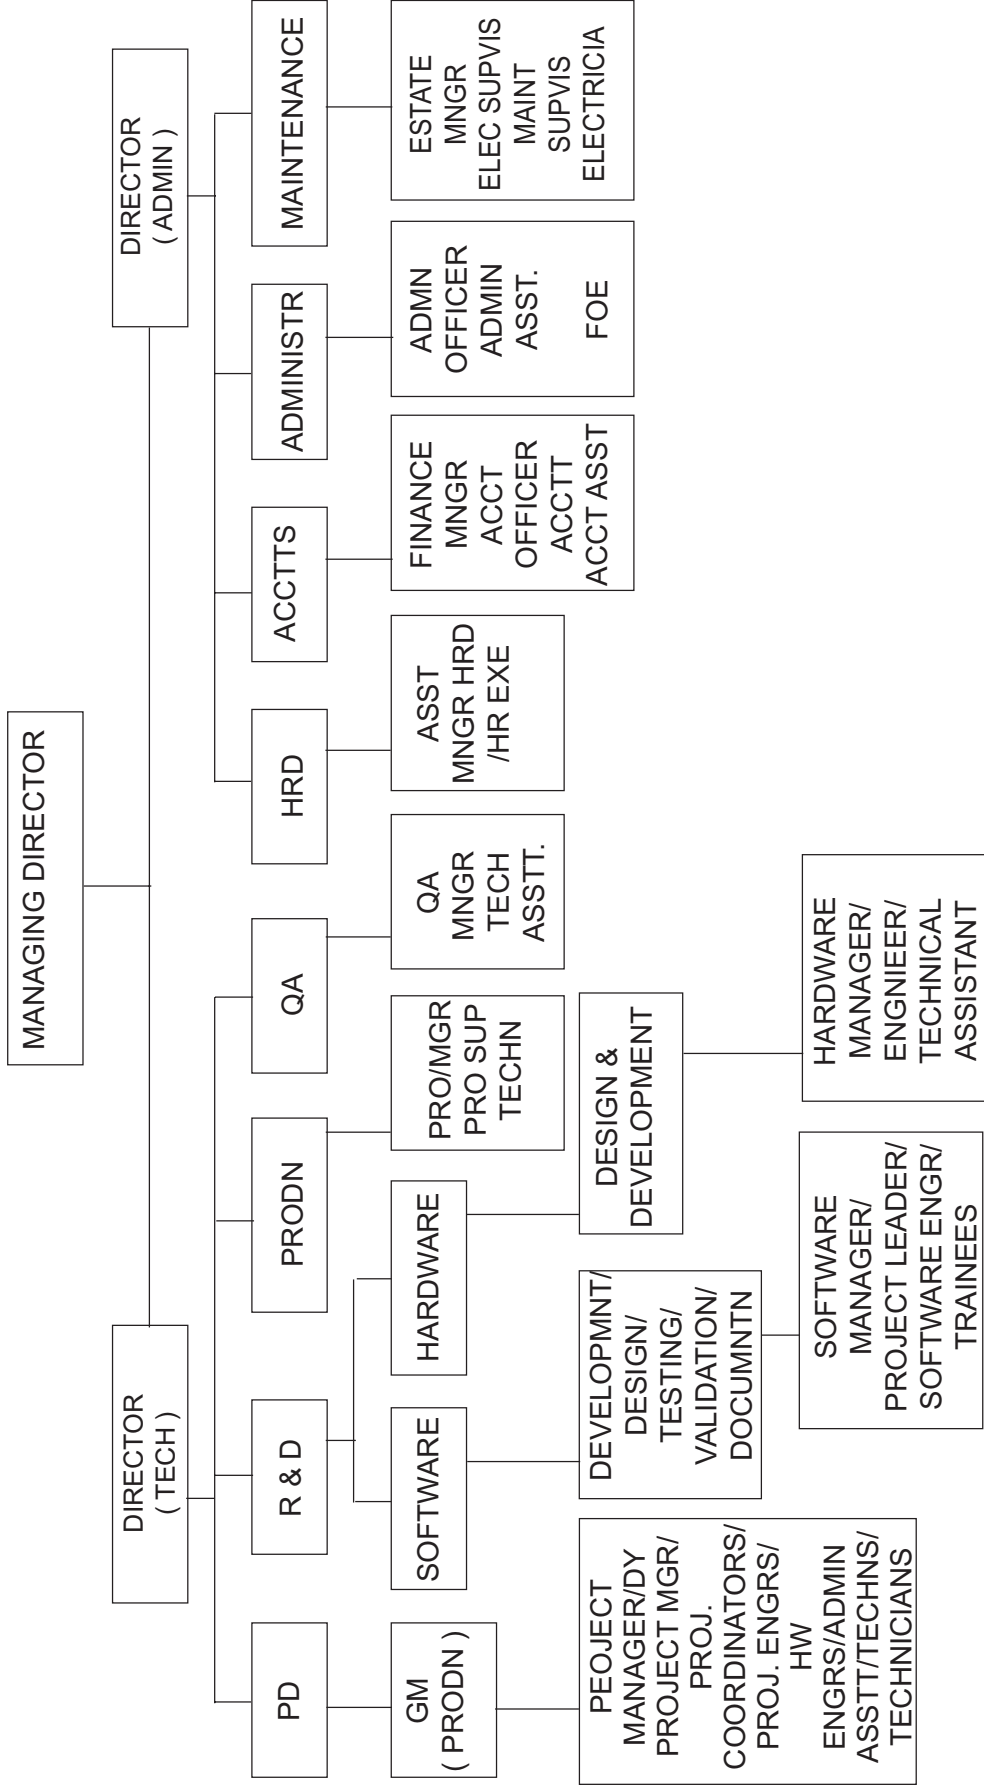 MANAGING DIRECTOR
DIRECTOR
( TECH )
DIRECTOR
( ADMIN )
PD
R & D
PRODN
QA
HRD
ACCTTS
ADMINISTR
MAINTENANCE
GM
( PRODN )
SOFTWARE
HARDWARE
PRO/MGR
PRO SUP
TECHN
QA
MNGR
TECH
ASSTT.
ASST
MNGR HRD
/HR EXE
FINANCE
MNGR
ACCT
OFFICER
ACCTT
ACCT ASST
ADMN
OFFICER
ADMIN
ASST.
FOE
ESTATE
MNGR
ELEC SUPVIS
MAINT
SUPVIS
ELECTRICIA
PEOJECT
MANAGER/DY
PROJECT MGR/
PROJ.
COORDINATORS/
PROJ. ENGRS/
HW
ENGRS/ADMIN
ASSTT/TECHNS/
TECHNICIANS
DEVELOPMNT/
DESIGN/
TESTING/
VALIDATION/
DOCUMNTN
DESIGN &
DEVELOPMENT
SOFTWARE
MANAGER/
PROJECT LEADER/
SOFTWARE ENGR/
TRAINEES
HARDWARE
MANAGER/
ENGNIEER/
TECHNICAL
ASSISTANT